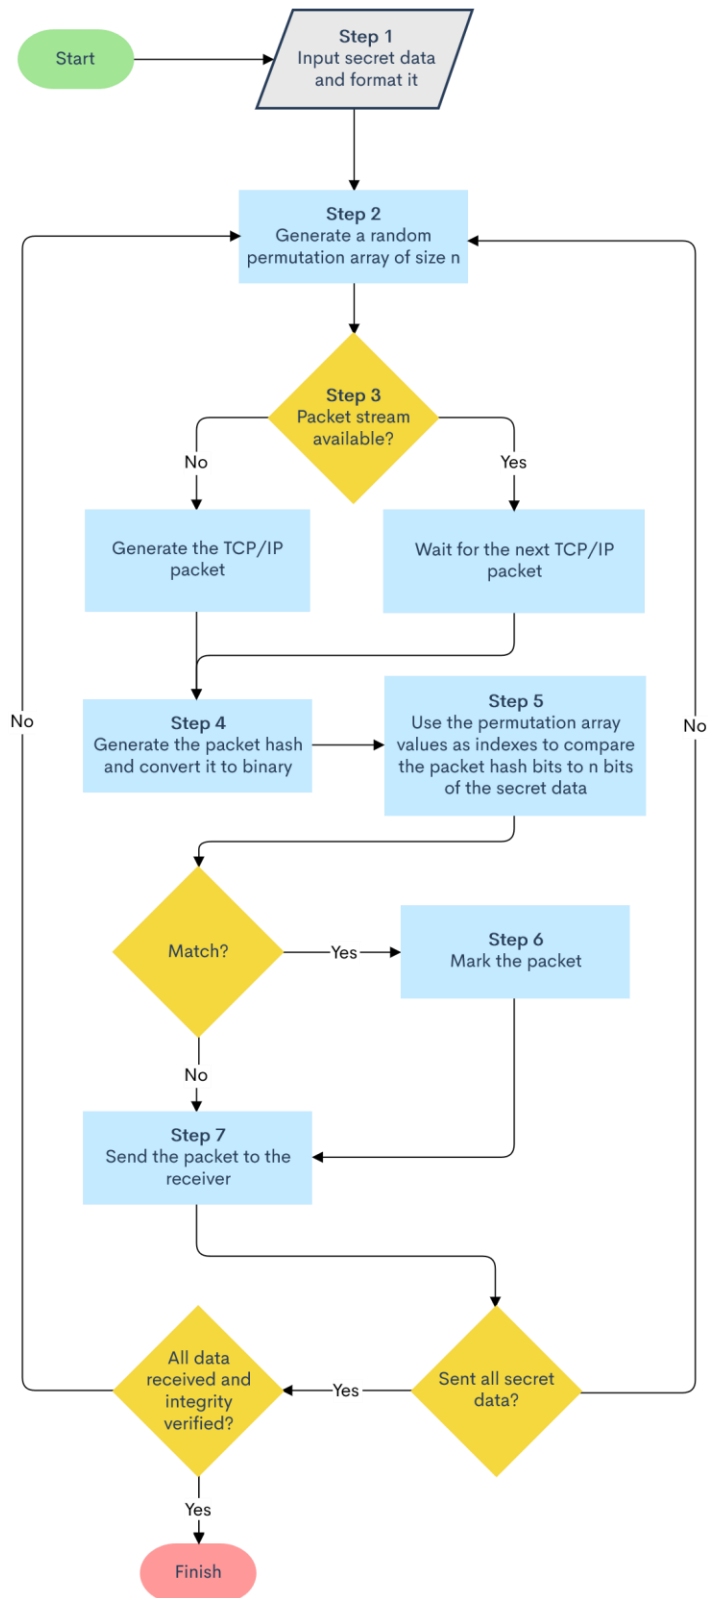 Start
Step 1
Input secret data
and format it
Step 2
Generate a random
permutation array of size n
Step 3
Packet stream
available?
No
Yes
Generate the TCP/IP
packet
Wait for the next TCP/IP
packet
Step 4
Generate the packet hash
and convert it to binary
Step 5
Use the permutation array
values as indexes to compare
the packet hash bits to n bits
of the secret data
No
No
Match?
Yes
Step 6
Mark the packet
No
Step 7
Send the packet to the
receiver
Sent all secret
data?
Yes
All data
received and
integrity
verified?
Yes
Finish